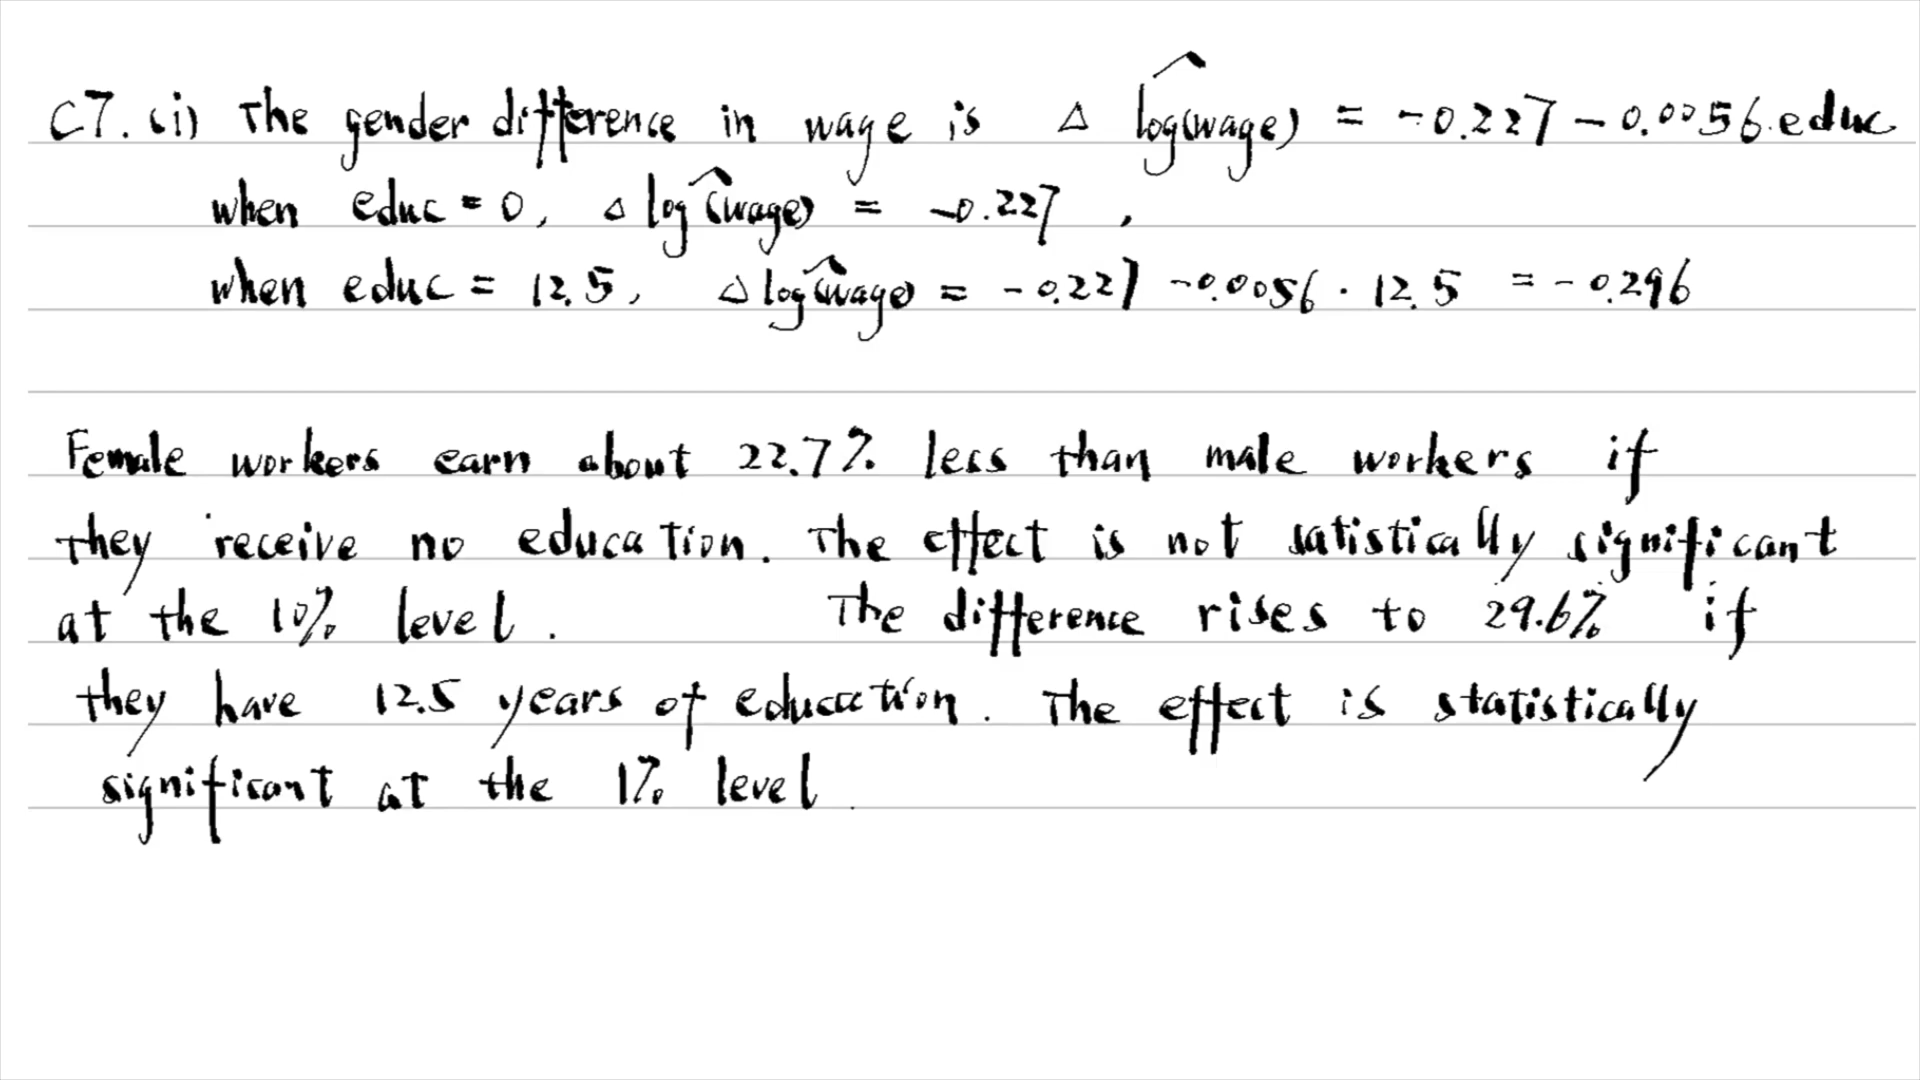 C7. (i) The gender difference in wage is Δ log(wage)^ = -0.227 - 0.0056·educ
when educ = 0, Δ log(wage)^ = -0.227 ,
when educ = 12.5, Δ log(wage)^ = -0.227 - 0.0056 · 12.5 = -0.296
Female workers earn about 22.7% less than male workers if
they receive no education. The effect is not satistically significant
at the 10% level. The difference rises to 29.6% if
they have 12.5 years of education. The effect is statistically
significant at the 1% level.